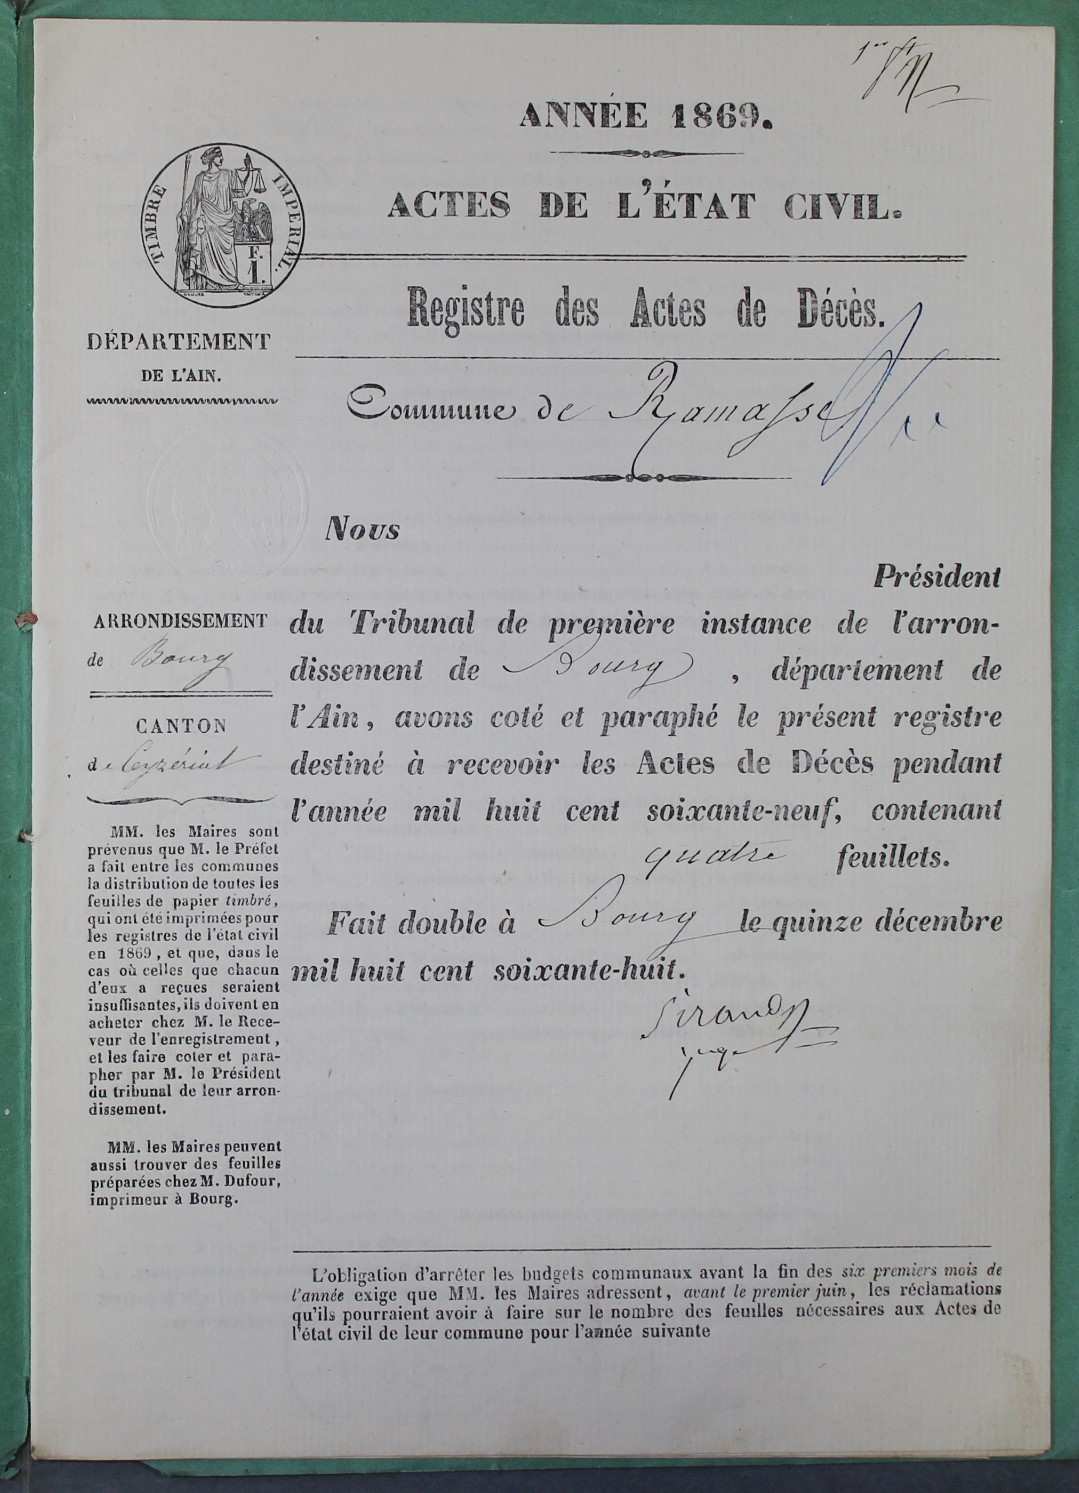 1er
ANNÉE 1869.
ACTES DE L'ÉTAT CIVIL.
TIMBRE IMPERIAL.
F.
1.
Registre des Actes de Décès.
DÉPARTEMENT
DE L'AIN.
Commune de Ramasse
Nous
Président
du Tribunal de première instance de l'arron-
dissement de Bourg, département de
l'Ain, avons coté et paraphé le présent registre
destiné à recevoir les Actes de Décès pendant
l'année mil huit cent soixante-neuf, contenant
quatre feuillets.
Fait double à Bourg le quinze décembre
mil huit cent soixante-huit.
Sirand
juge
ARRONDISSEMENT
de Bourg
CANTON
de Ceyzériat
MM. les Maires sont
prévenus que M. le Préfet
a fait entre les communes
la distribution de toutes les
feuilles de papier timbré,
qui ont été imprimées pour
les registres de l'état civil
en 1869, et que, dans le
cas où celles que chacun
d'eux a reçues seraient
insuffisantes, ils doivent en
acheter chez M. le Rece-
veur de l'enregistrement,
et les faire coter et para-
pher par M. le Président
du tribunal de leur arron-
dissement.
MM. les Maires peuvent
aussi trouver des feuilles
préparées chez M. Dufour,
imprimeur à Bourg.
L'obligation d'arrêter les budgets communaux avant la fin des six premiers mois de
l'année exige que MM. les Maires adressent, avant le premier juin, les réclamations
qu'ils pourraient avoir à faire sur le nombre des feuilles nécessaires aux Actes de
l'état civil de leur commune pour l'année suivante